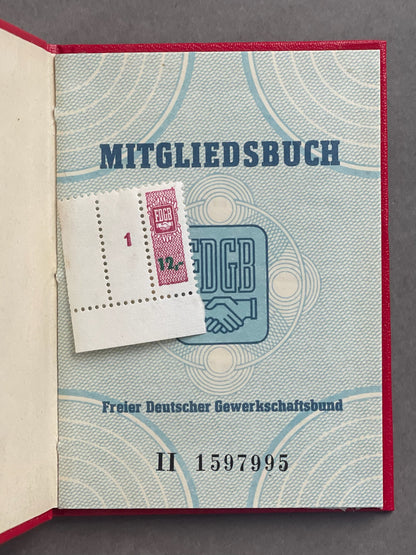 MITGLIEDSBUCH
FDGB
1
12,-
FDGB
Freier Deutscher Gewerkschaftsbund
II 1597995